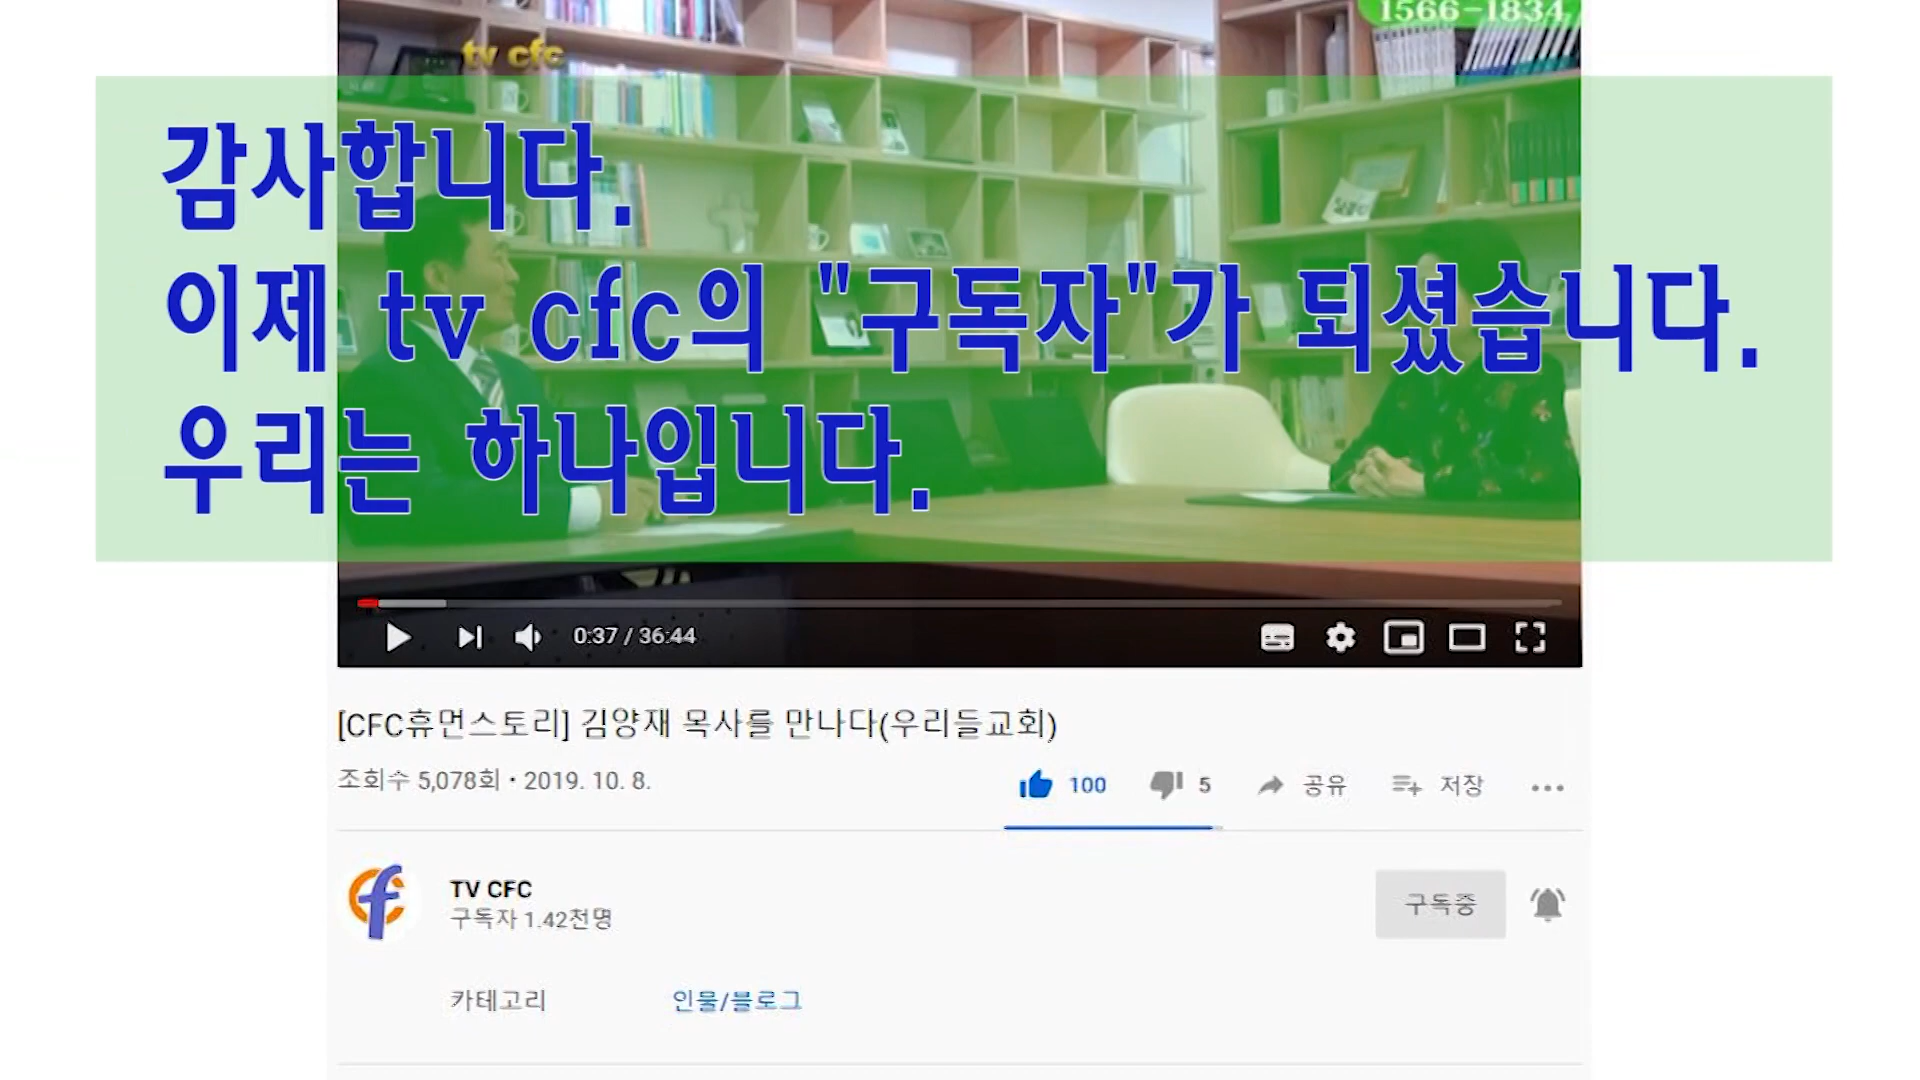 1566-1834
tv cfc
감사합니다.
이제 tv cfc의 "구독자"가 되셨습니다.
우리는 하나입니다.
0:37 / 36:44
[CFC휴먼스토리] 김양재 목사를 만나다(우리들교회)
조회수 5,078회 • 2019. 10. 8.
100
5
공유
저장
TV CFC
구독자 1.42천명
구독중
카테고리
인물/블로그